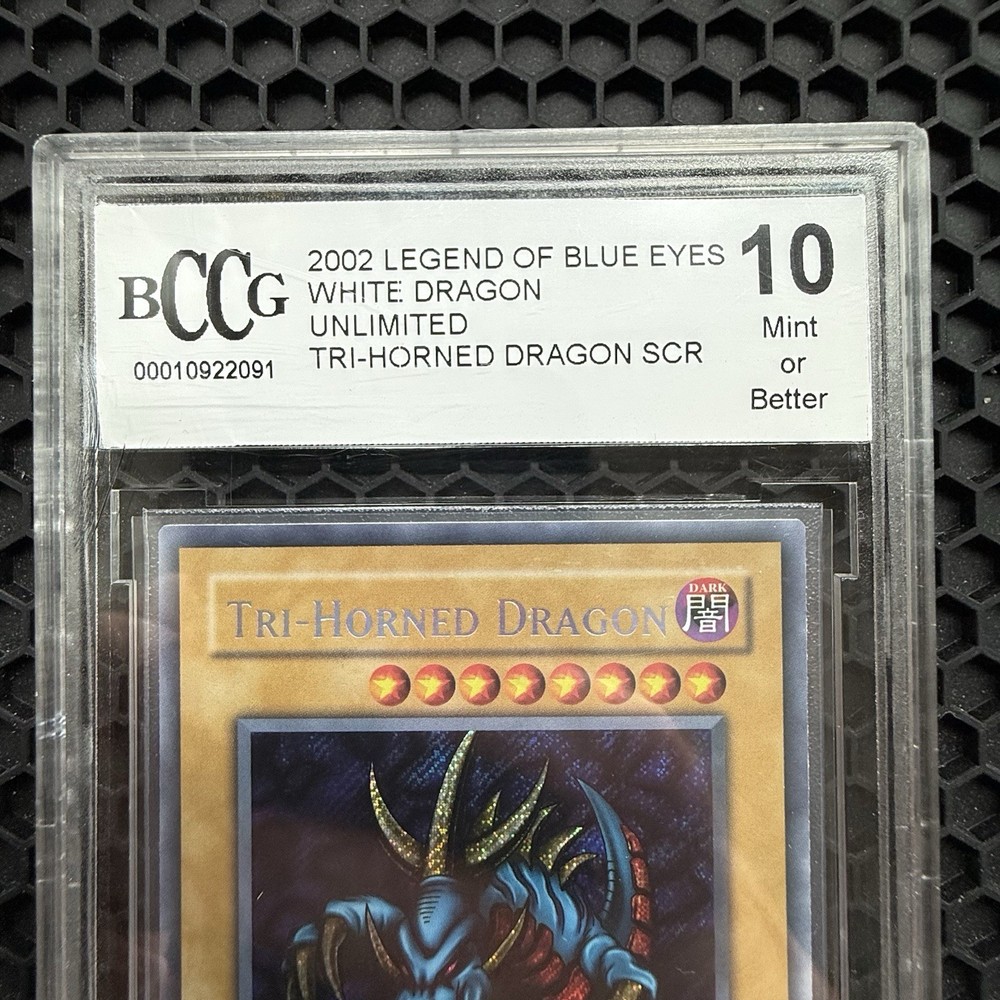 BCCG
00010922091
2002 LEGEND OF BLUE EYES
WHITE DRAGON
UNLIMITED
TRI-HORNED DRAGON SCR
10
Mint
or
Better
TRI-HORNED DRAGON
DARK
闇